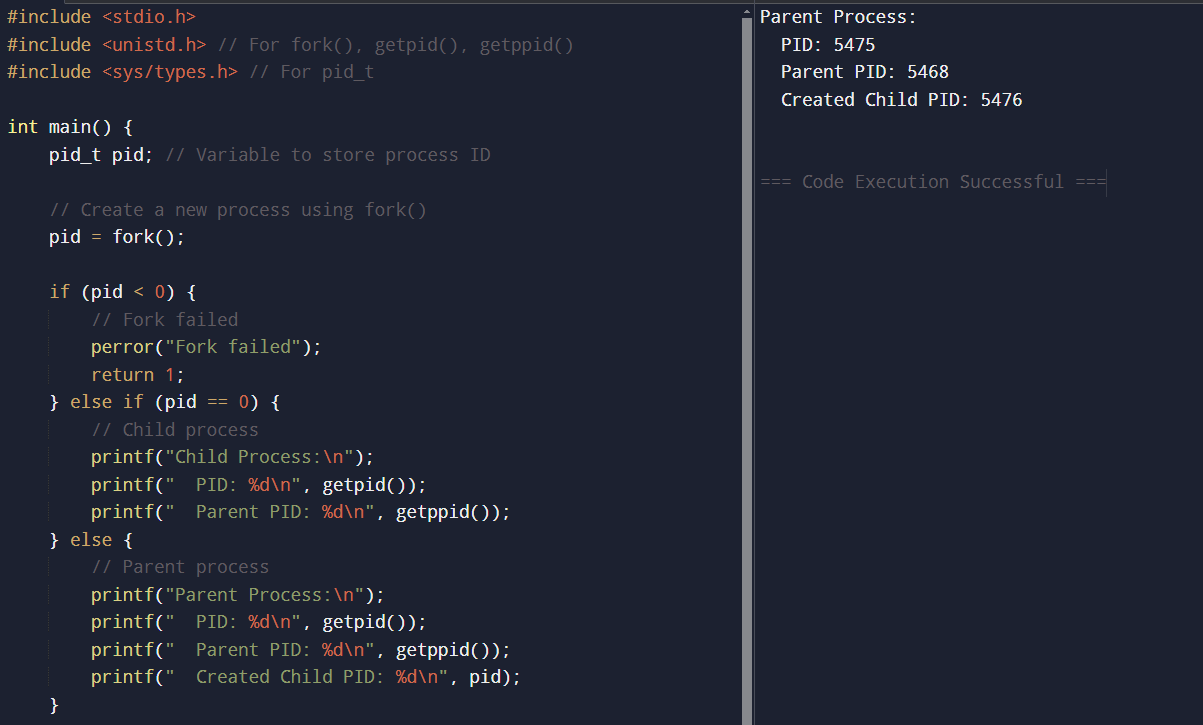 #include <stdio.h>
#include <unistd.h> // For fork(), getpid(), getppid()
#include <sys/types.h> // For pid_t
int main() {
    pid_t pid; // Variable to store process ID
    // Create a new process using fork()
    pid = fork();
    if (pid < 0) {
        // Fork failed
        perror("Fork failed");
        return 1;
    } else if (pid == 0) {
        // Child process
        printf("Child Process:\n");
        printf("  PID: %d\n", getpid());
        printf("  Parent PID: %d\n", getppid());
    } else {
        // Parent process
        printf("Parent Process:\n");
        printf("  PID: %d\n", getpid());
        printf("  Parent PID: %d\n", getppid());
        printf("  Created Child PID: %d\n", pid);
    }
Parent Process:
  PID: 5475
  Parent PID: 5468
  Created Child PID: 5476
=== Code Execution Successful ===